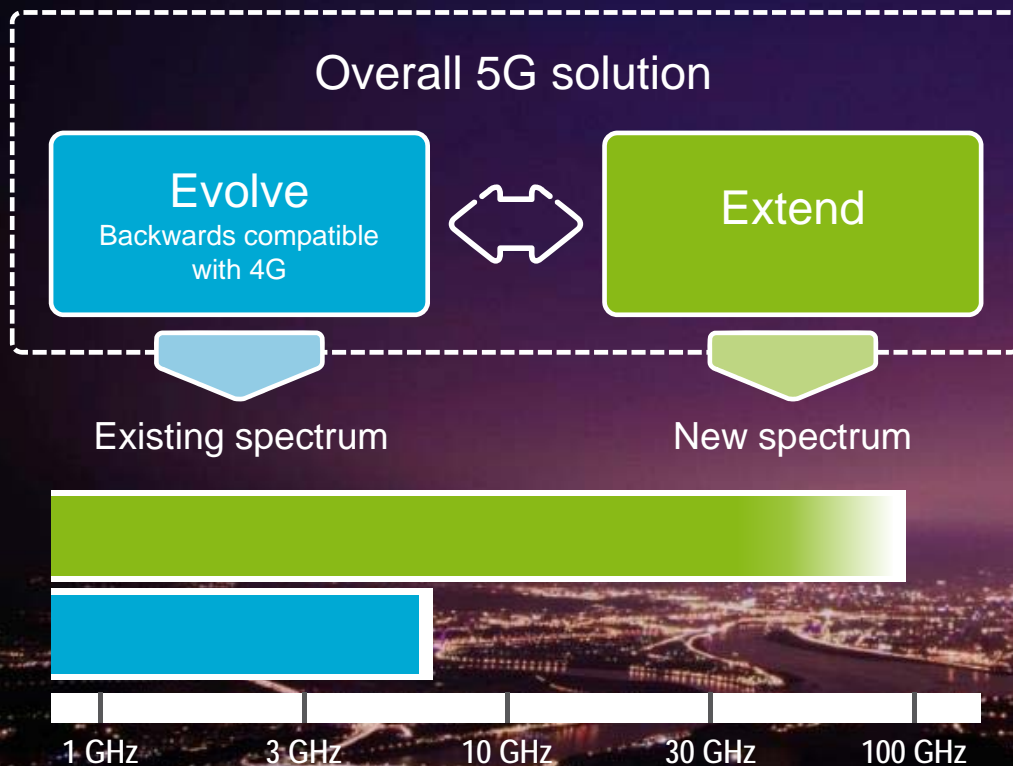 Overall 5G solution
Evolve
Backwards compatible
with 4G
Extend
Existing spectrum
New spectrum
1 GHz
3 GHz
10 GHz
30 GHz
100 GHz